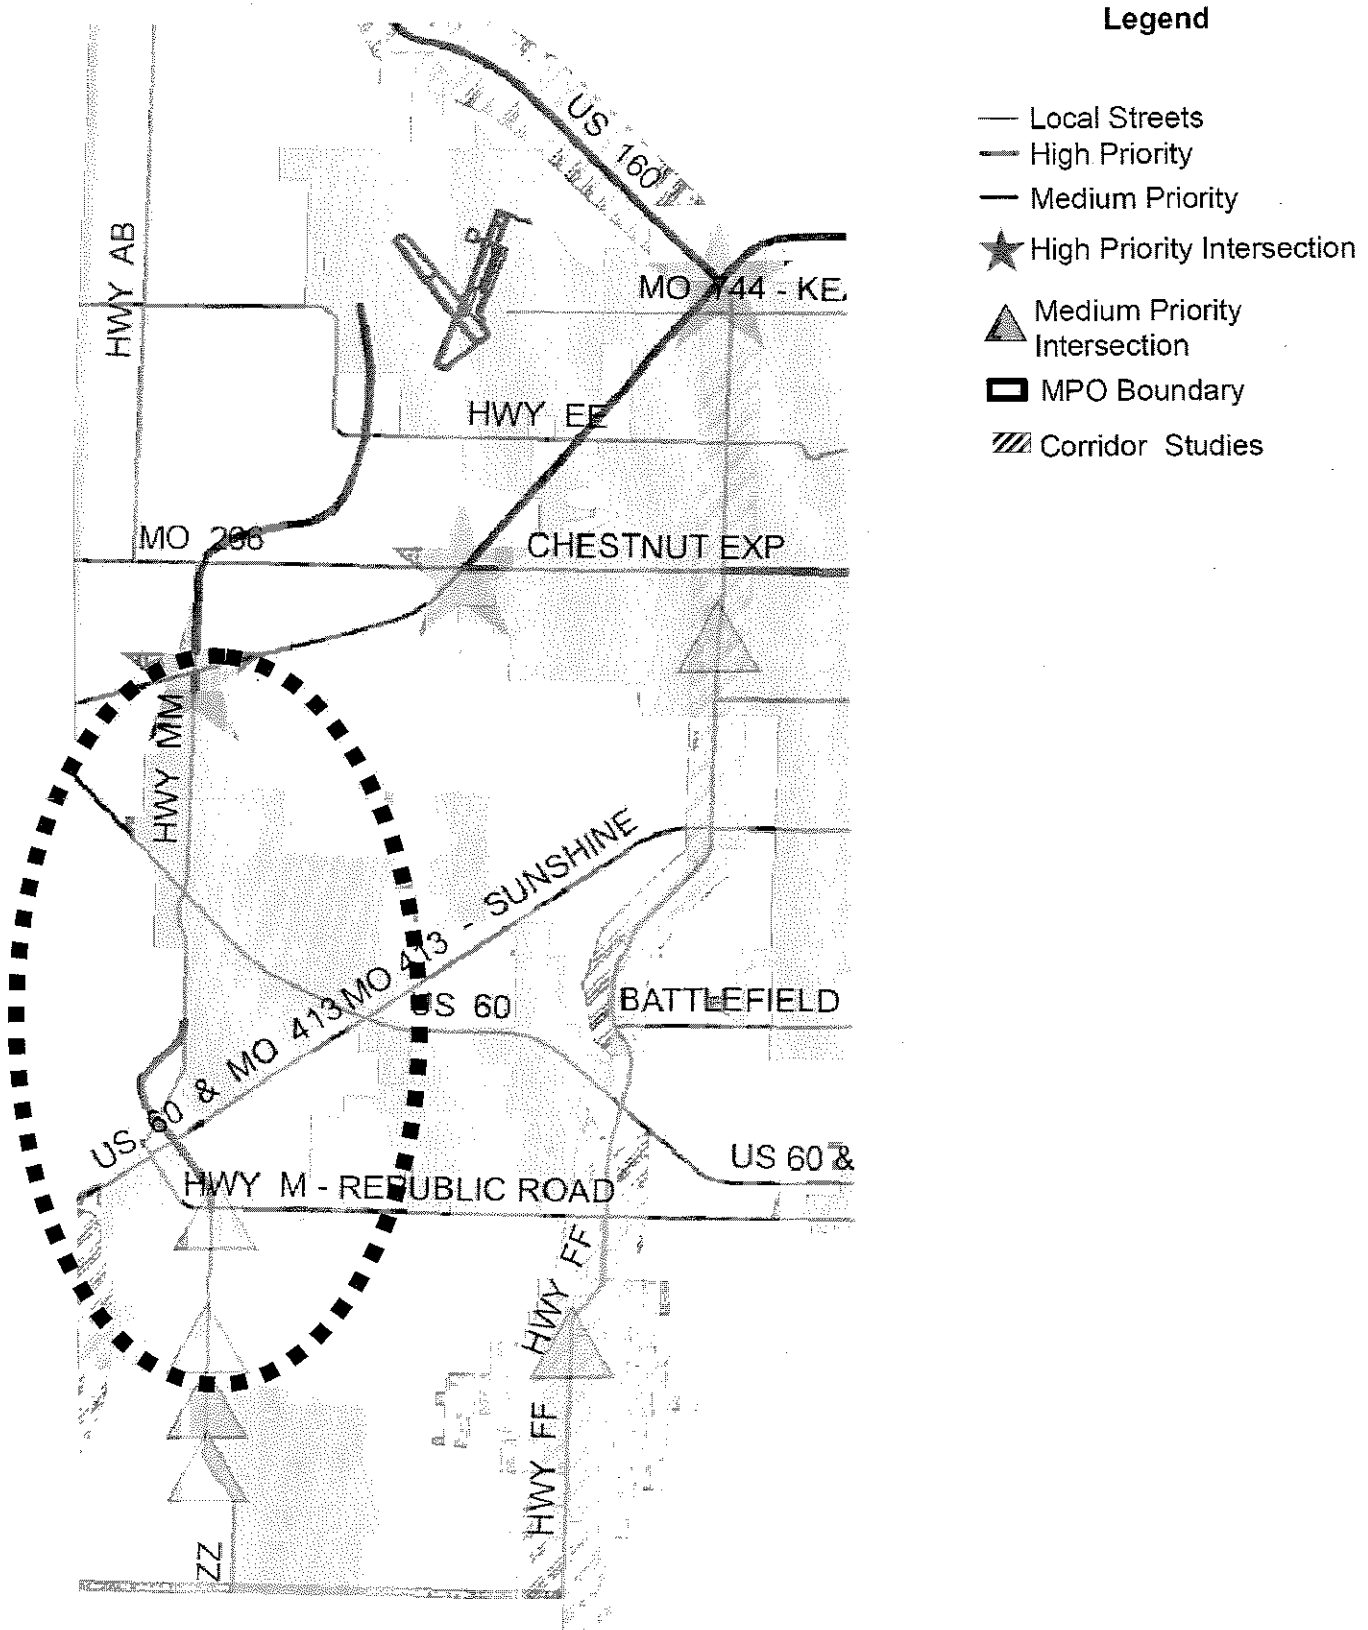 Legend
Local Streets
High Priority
Medium Priority
High Priority Intersection
Medium Priority
Intersection
MPO Boundary
Corridor Studies
US 160
HWY AB
MO 744 - KEA
HWY EE
MO 266
CHESTNUT EXP
HWY MM
MO 413 - SUNSHINE
US 60 & MO 413
US 60
BATTLEFIELD
US 60 &
HWY M - REPUBLIC ROAD
HWY FF
HWY FF
ZZ